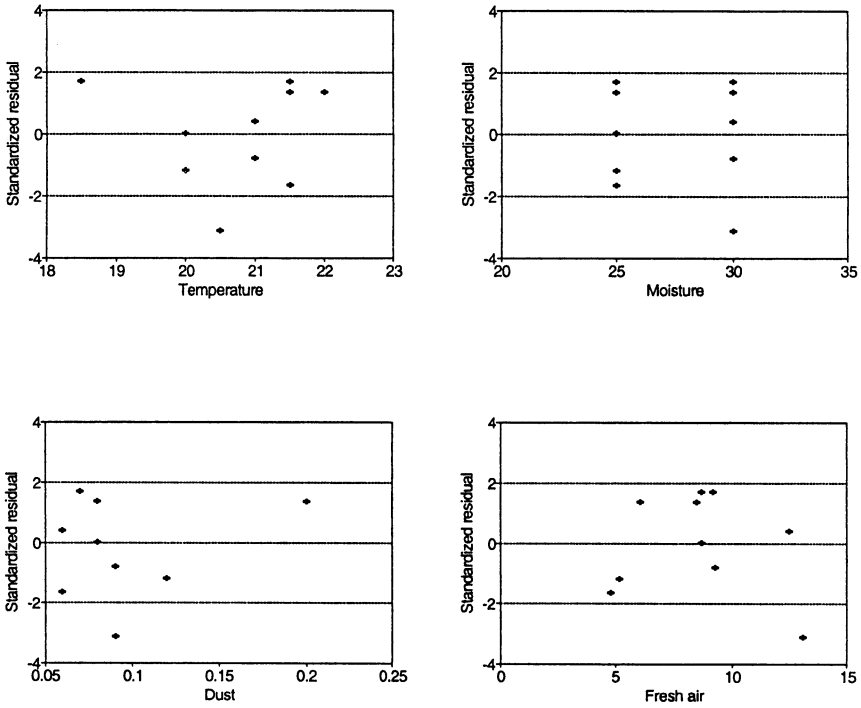 4
2
0
-2
-4
Standardized residual
18 19 20 21 22 23
Temperature
4
2
0
-2
-4
Standardized residual
20 25 30 35
Moisture
4
2
0
-2
-4
Standardized residual
0.05 0.1 0.15 0.2 0.25
Dust
4
2
0
-2
-4
Standardized residual
0 5 10 15
Fresh air